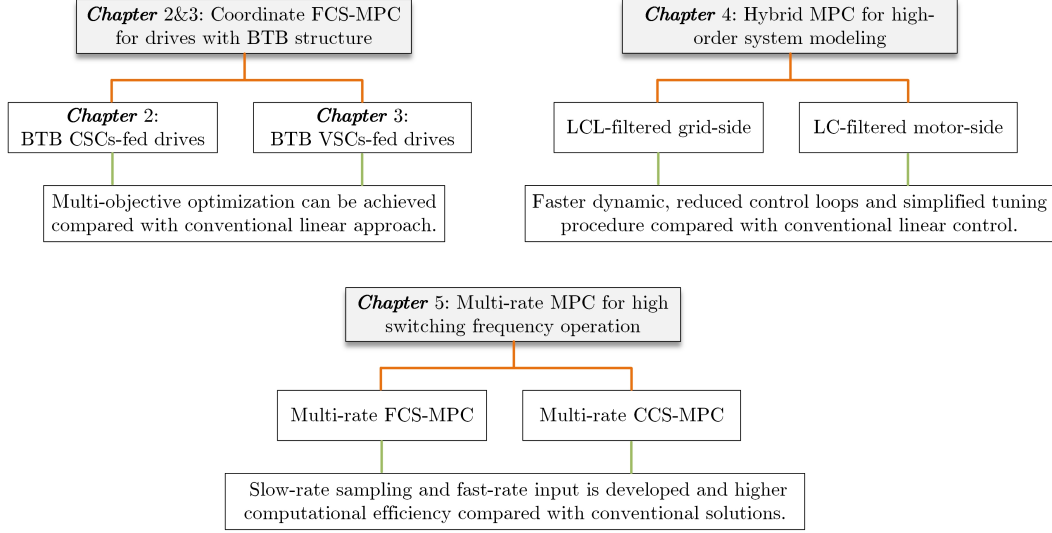 Chapter 2&3: Coordinate FCS-MPC
for drives with BTB structure
Chapter 2:
BTB CSCs-fed drives
Chapter 3:
BTB VSCs-fed drives
Multi-objective optimization can be achieved
compared with conventional linear approach.
Chapter 4: Hybrid MPC for high-
order system modeling
LCL-filtered grid-side
LC-filtered motor-side
Faster dynamic, reduced control loops and simplified tuning
procedure compared with conventional linear control.
Chapter 5: Multi-rate MPC for high
switching frequency operation
Multi-rate FCS-MPC
Multi-rate CCS-MPC
Slow-rate sampling and fast-rate input is developed and higher
computational efficiency compared with conventional solutions.